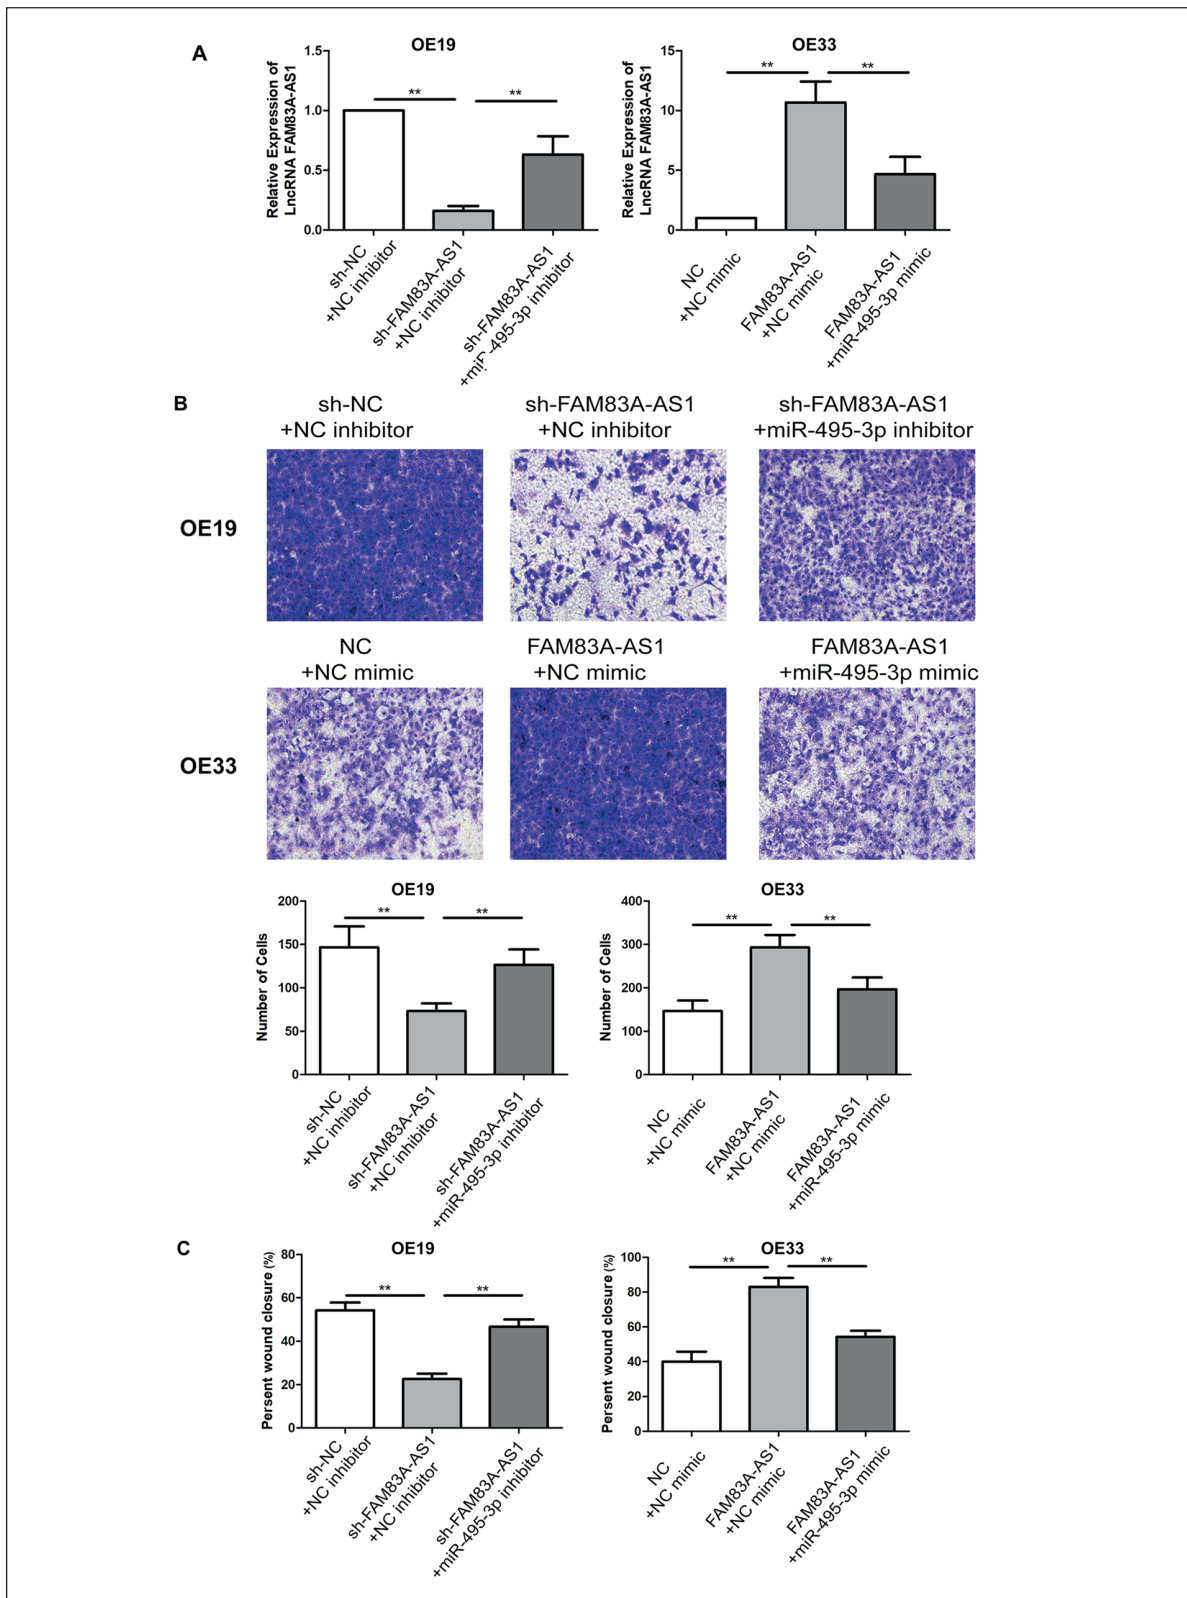 A
OE19
Relative Expression of
LncRNA FAM83A-AS1
1.5
1.0
0.5
0.0
**
**
sh-NC
+NC inhibitor
sh-FAM83A-AS1
+NC inhibitor
sh-FAM83A-AS1
+miR-495-3p inhibitor
OE33
Relative Expression of
LncRNA FAM83A-AS1
15
10
5
0
**
**
NC
+NC mimic
FAM83A-AS1
+NC mimic
FAM83A-AS1
+miR-495-3p mimic
B
sh-NC
+NC inhibitor
sh-FAM83A-AS1
+NC inhibitor
sh-FAM83A-AS1
+miR-495-3p inhibitor
OE19
NC
+NC mimic
FAM83A-AS1
+NC mimic
FAM83A-AS1
+miR-495-3p mimic
OE33
OE19
Number of Cells
200
150
100
50
0
**
**
sh-NC
+NC inhibitor
sh-FAM83A-AS1
+NC inhibitor
sh-FAM83A-AS1
+miR-495-3p inhibitor
OE33
Number of Cells
400
300
200
100
0
**
**
NC
+NC mimic
FAM83A-AS1
+NC mimic
FAM83A-AS1
+miR-495-3p mimic
C
OE19
Persent wound closure (%)
80
60
40
20
0
**
**
sh-NC
+NC inhibitor
sh-FAM83A-AS1
+NC inhibitor
sh-FAM83A-AS1
+miR-495-3p inhibitor
OE33
Persent wound closure (%)
100
80
60
40
20
0
**
**
NC
+NC mimic
FAM83A-AS1
+NC mimic
FAM83A-AS1
+miR-495-3p mimic